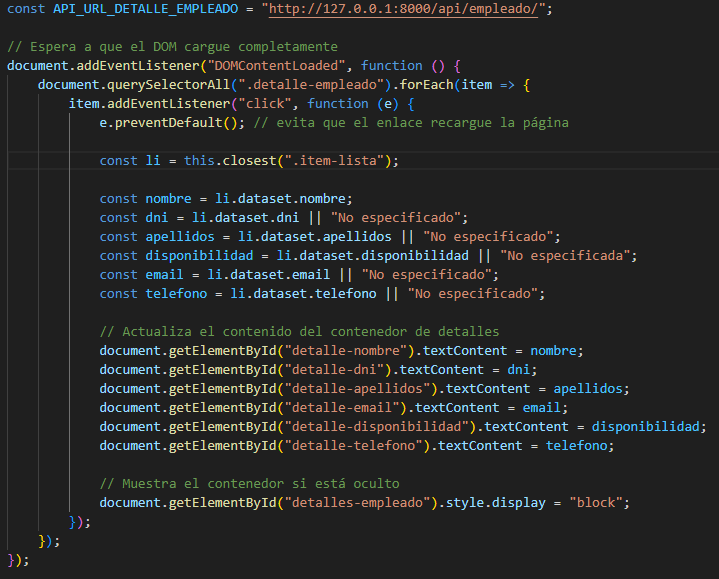 const API_URL_DETALLE_EMPLEADO = "http://127.0.0.1:8000/api/empleado/";
// Espera a que el DOM cargue completamente
document.addEventListener("DOMContentLoaded", function () {
    document.querySelectorAll(".detalle-empleado").forEach(item => {
        item.addEventListener("click", function (e) {
            e.preventDefault(); // evita que el enlace recargue la página
            const li = this.closest(".item-lista");
            const nombre = li.dataset.nombre;
            const dni = li.dataset.dni || "No especificado";
            const apellidos = li.dataset.apellidos || "No especificado";
            const disponibilidad = li.dataset.disponibilidad || "No especificada";
            const email = li.dataset.email || "No especificado";
            const telefono = li.dataset.telefono || "No especificado";
            // Actualiza el contenido del contenedor de detalles
            document.getElementById("detalle-nombre").textContent = nombre;
            document.getElementById("detalle-dni").textContent = dni;
            document.getElementById("detalle-apellidos").textContent = apellidos;
            document.getElementById("detalle-email").textContent = email;
            document.getElementById("detalle-disponibilidad").textContent = disponibilidad;
            document.getElementById("detalle-telefono").textContent = telefono;
            // Muestra el contenedor si está oculto
            document.getElementById("detalles-empleado").style.display = "block";
        });
    });
});